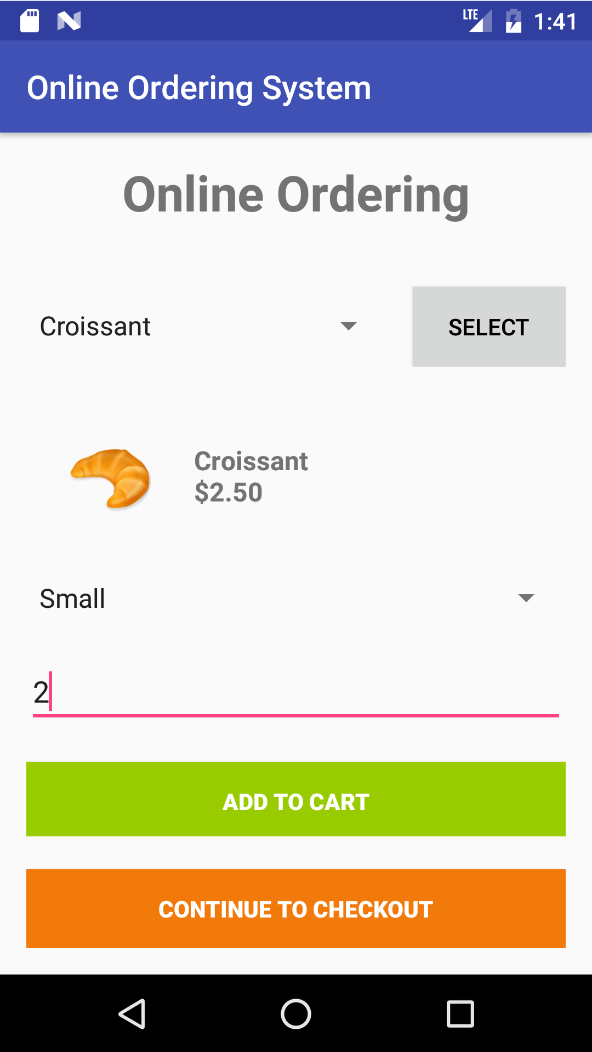 LTE 1:41
Online Ordering System
Online Ordering
Croissant
SELECT
Croissant
$2.50
Small
2
ADD TO CART
CONTINUE TO CHECKOUT